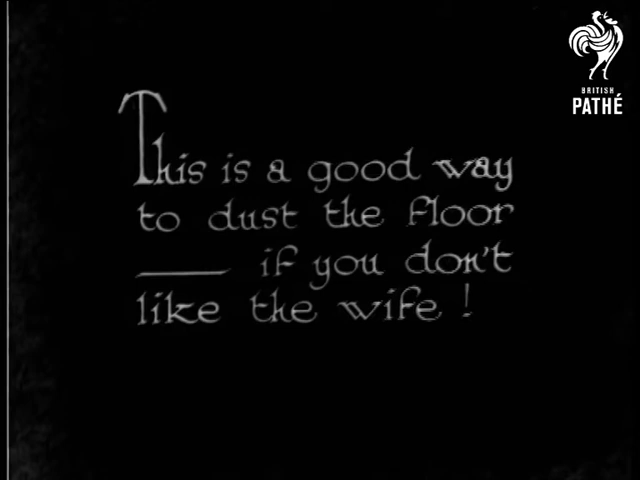 BRITISH
PATHÉ
This is a good way
to dust the floor
—— if you don't
like the wife!